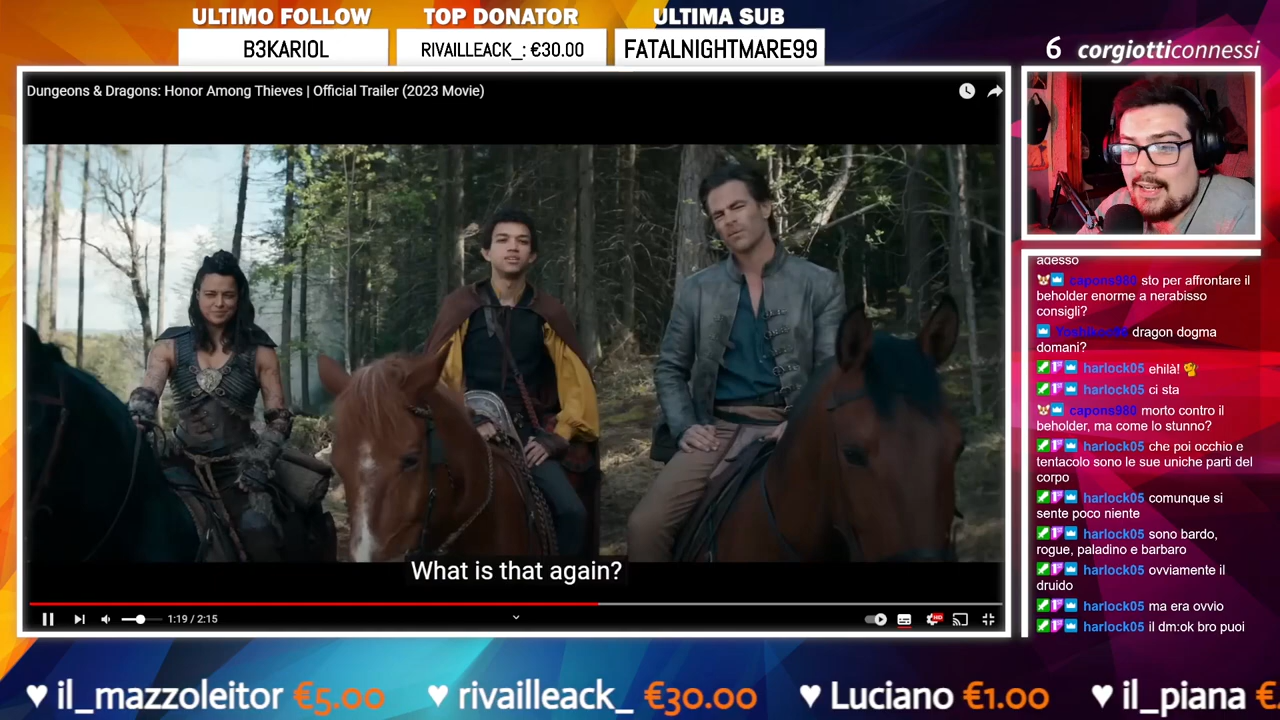 ULTIMO FOLLOW
TOP DONATOR
ULTIMA SUB
B3KARIOL
RIVAILLEACK_: €30.00
FATALNIGHTMARE99
6 corgiotticonnessi
Dungeons & Dragons: Honor Among Thieves | Official Trailer (2023 Movie)
What is that again?
1:19 / 2:15
HD
adesso
capons980 sto per affrontare il
beholder enorme a nerabisso
consigli?
dragon dogma
domani?
harlock05 ehilà!
harlock05 ci sta
capons980 morto contro il
beholder, ma come lo stunno?
harlock05 che poi occhio e
tentacolo sono le sue uniche parti del
corpo
harlock05 comunque si
sente poco niente
harlock05 sono bardo,
rogue, paladino e barbaro
harlock05 ovviamente il
druido
harlock05 ma era ovvio
harlock05 il dm:ok bro puoi
♥ il_mazzoleitor €5.00 ♥ rivailleack_ €30.00 ♥ Luciano €1.00 ♥ il_piana €